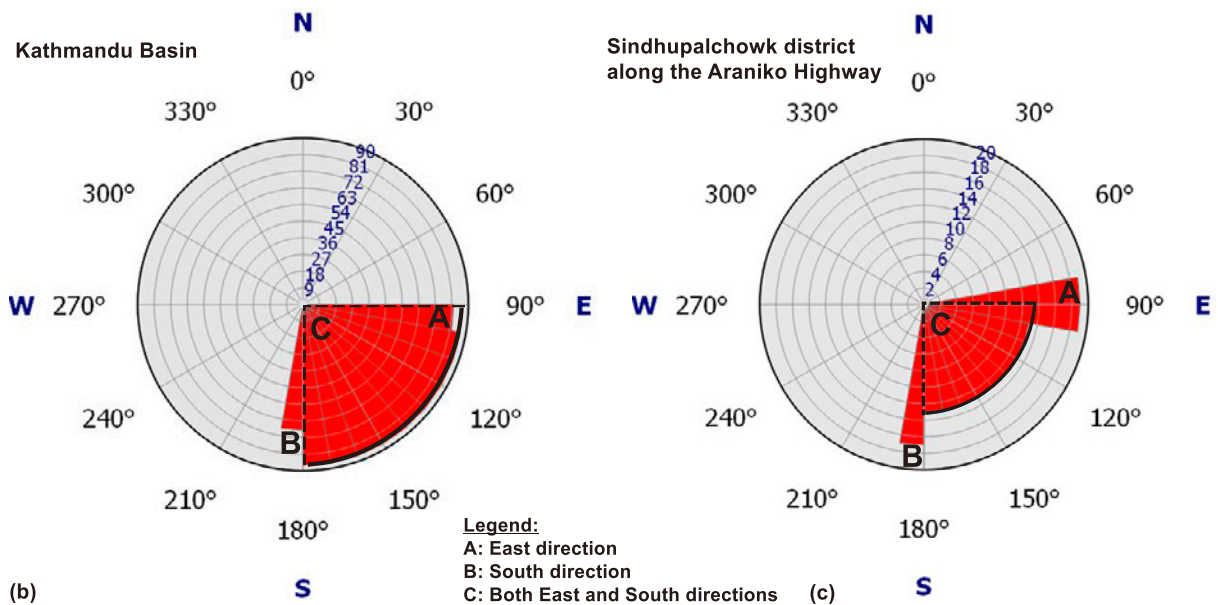 Kathmandu Basin
N
0°
30°
60°
90°
E
120°
150°
180°
S
210°
240°
270°
W
300°
330°
90
81
72
63
54
45
36
27
18
9
A
B
C
(b)
Sindhupalchowk district
along the Araniko Highway
N
0°
30°
60°
90°
E
120°
150°
180°
S
210°
240°
270°
W
300°
330°
20
18
16
14
12
10
8
6
4
2
A
B
C
(c)
Legend:
A: East direction
B: South direction
C: Both East and South directions